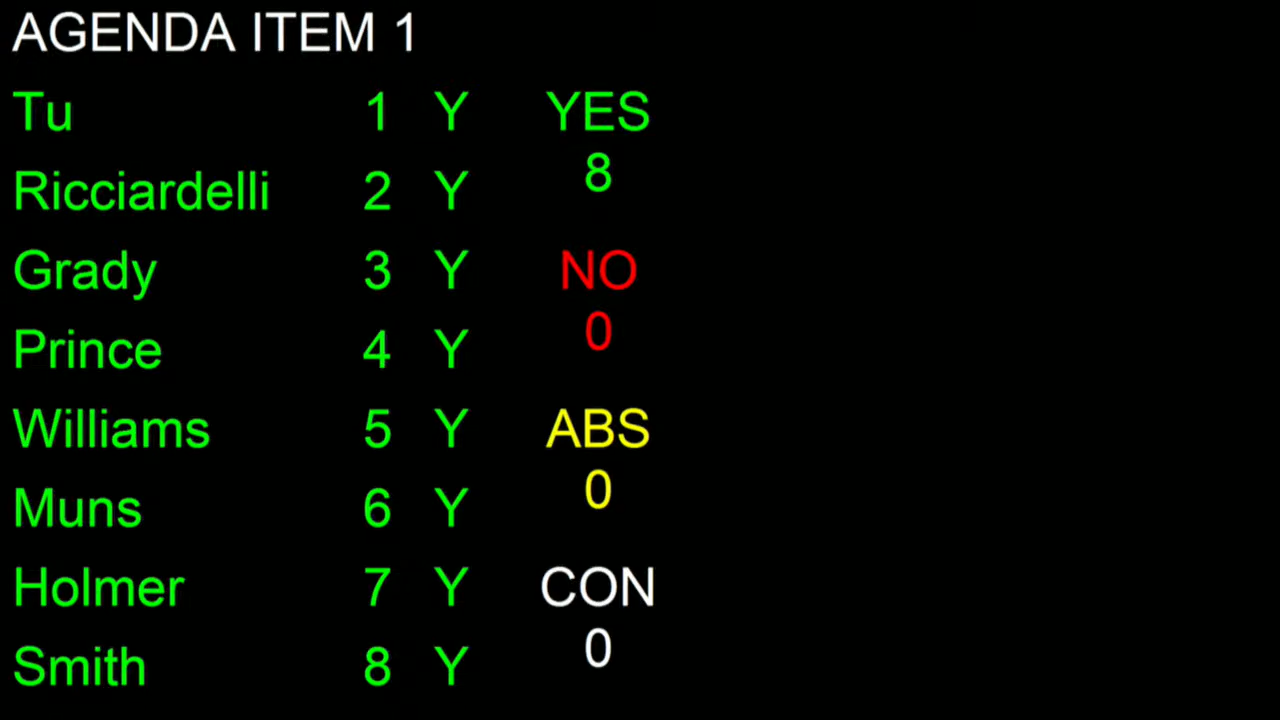 AGENDA ITEM 1
Tu 1 Y
Ricciardelli 2 Y
Grady 3 Y
Prince 4 Y
Williams 5 Y
Muns 6 Y
Holmer 7 Y
Smith 8 Y
YES
8
NO
0
ABS
0
CON
0